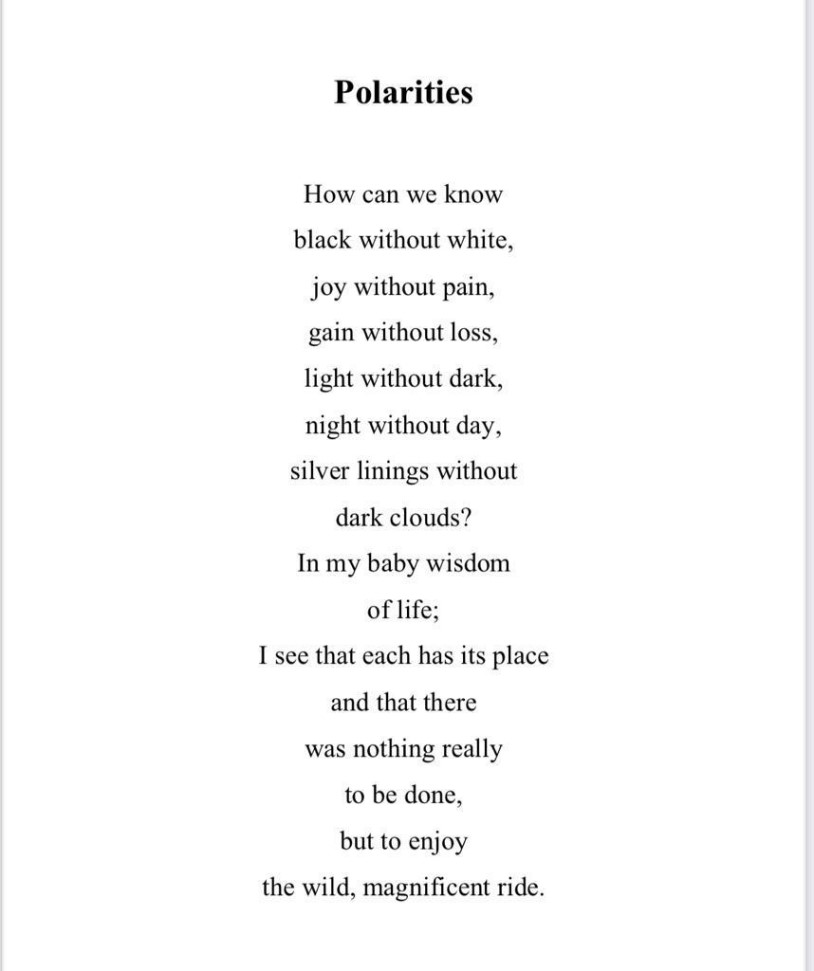 Polarities
How can we know
black without white,
joy without pain,
gain without loss,
light without dark,
night without day,
silver linings without
dark clouds?
In my baby wisdom
of life;
I see that each has its place
and that there
was nothing really
to be done,
but to enjoy
the wild, magnificent ride.